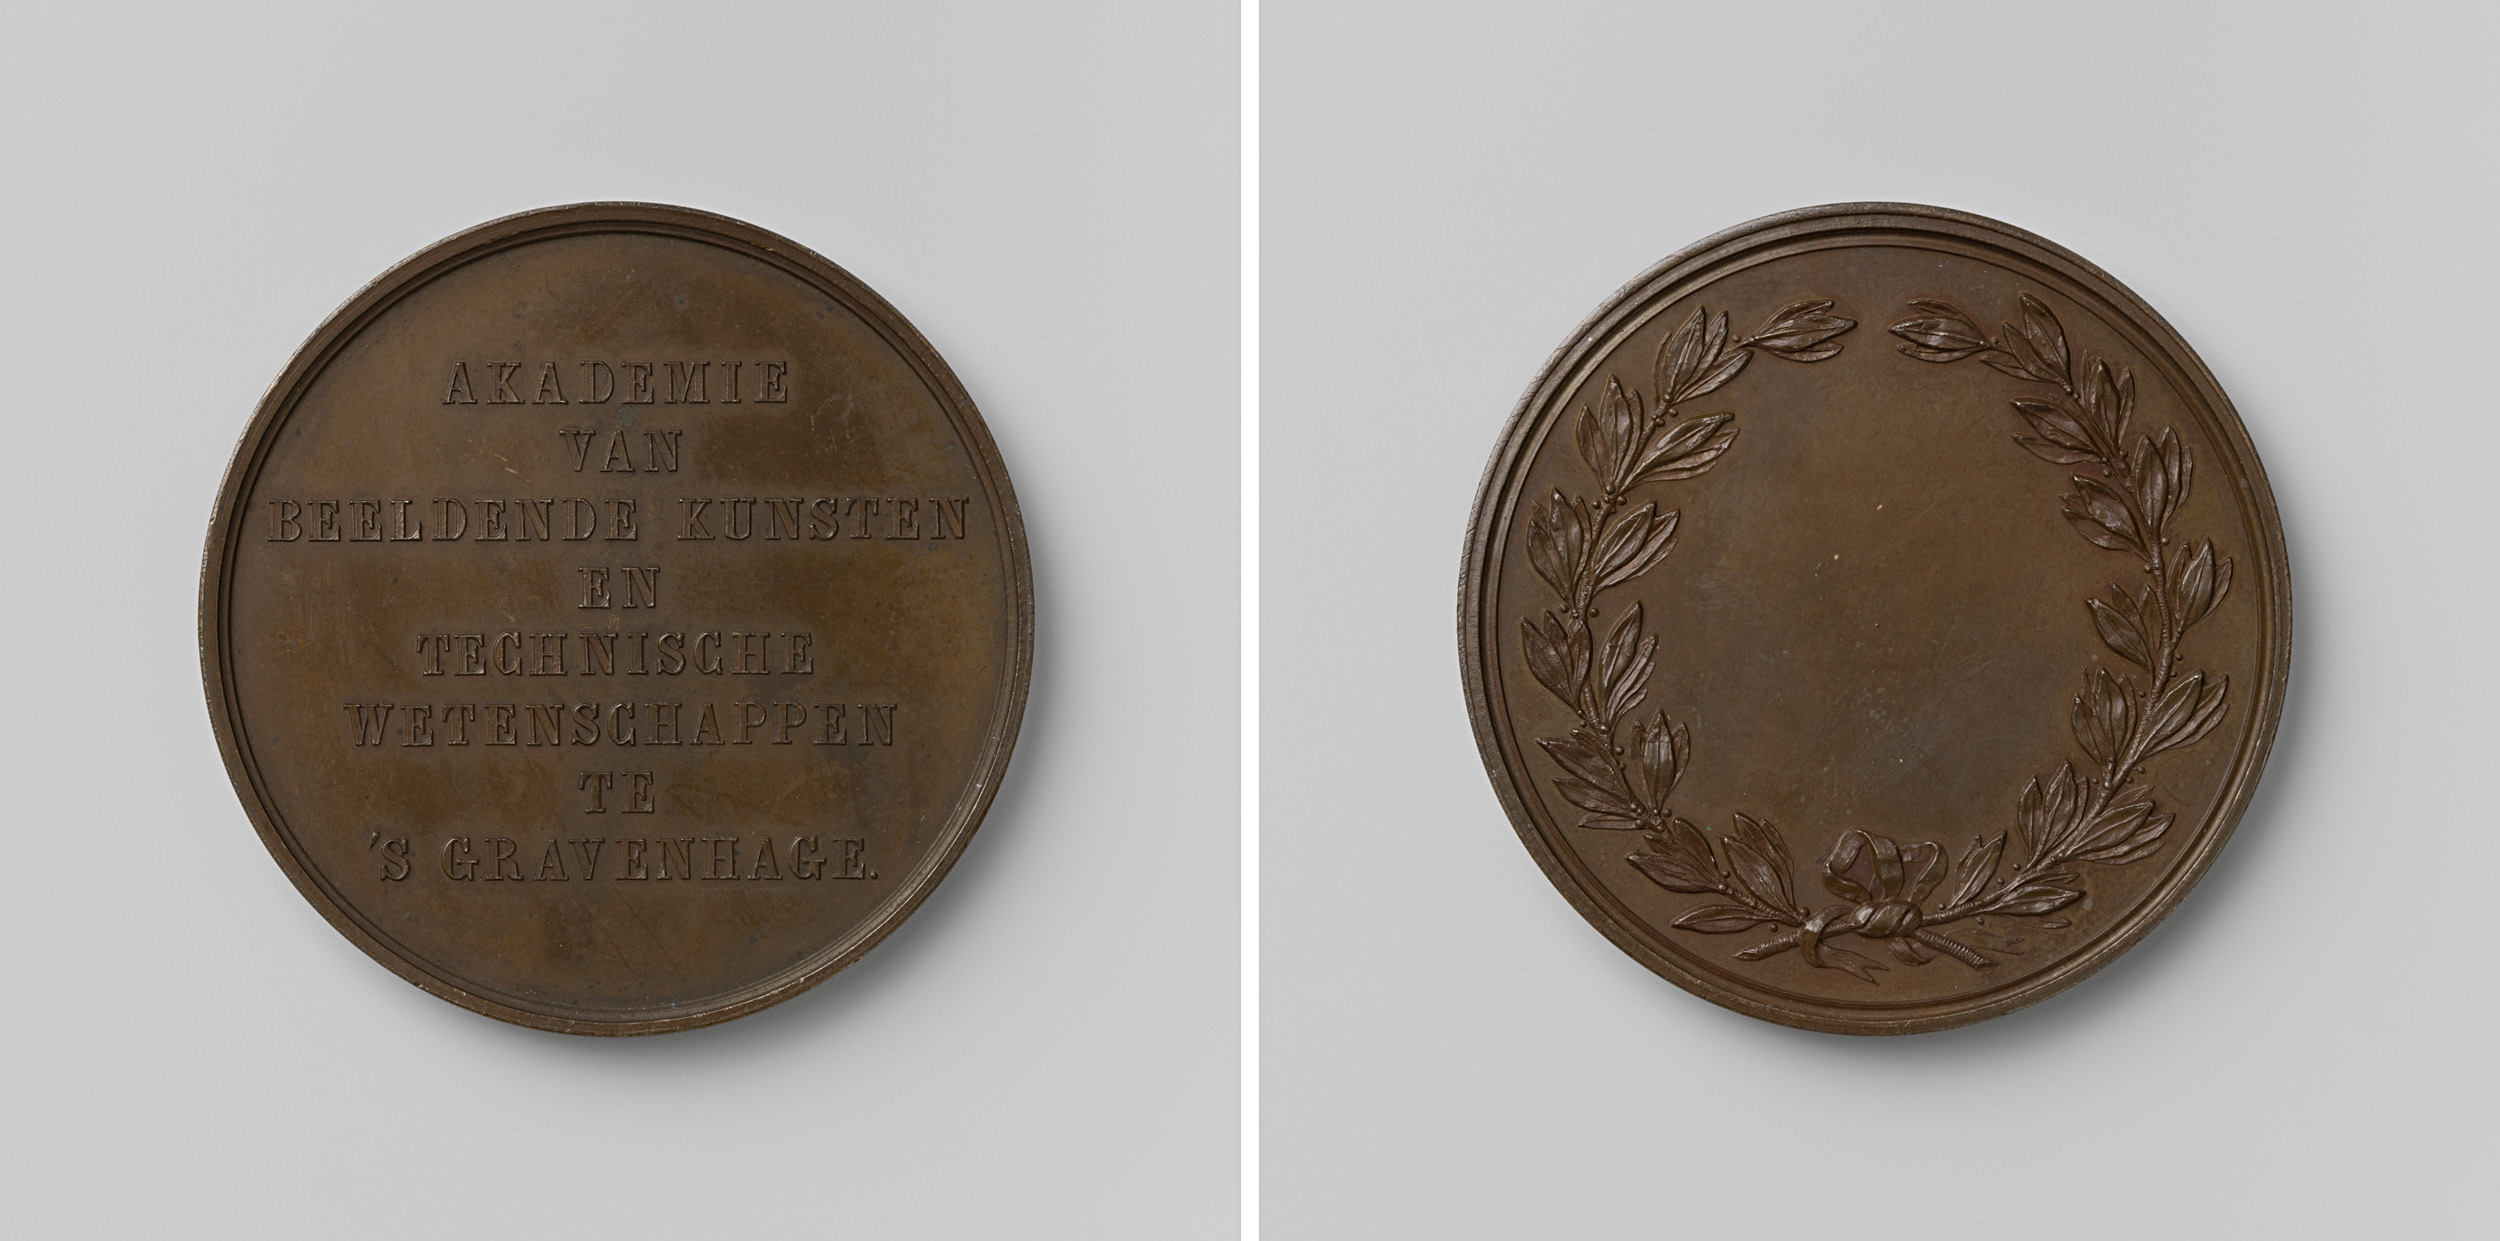 AKADEMIE
VAN
BEELDENDE KUNSTEN
EN
TECHNISCHE
WETENSCHAPPEN
TE
'S GRAVENHAGE.